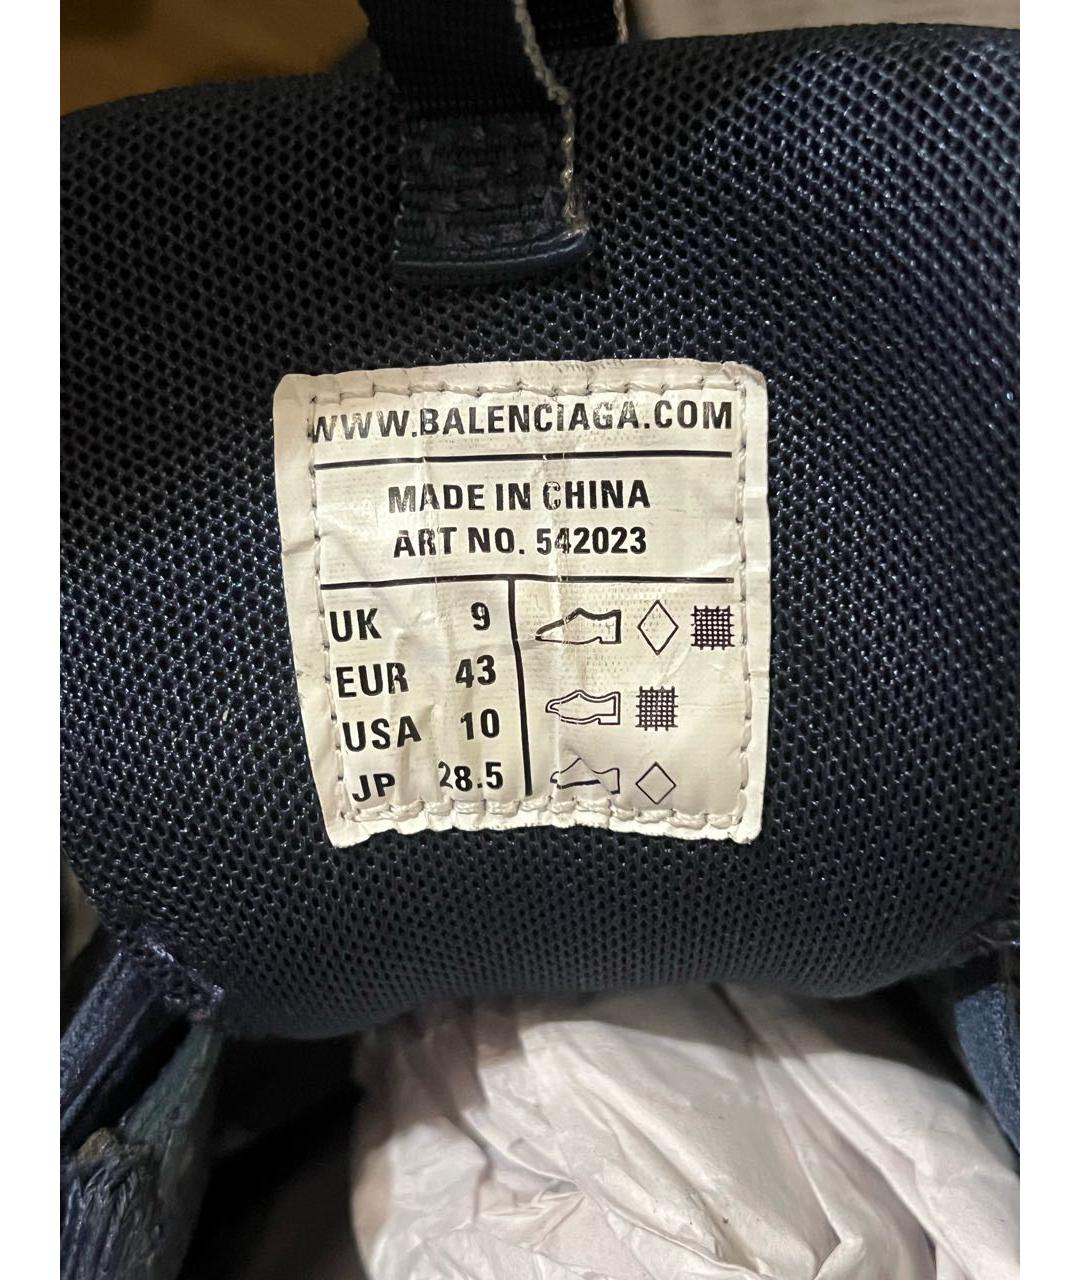 WWW.BALENCIAGA.COM
MADE IN CHINA
ART NO. 542023
UK 9
EUR 43
USA 10
JP 28.5